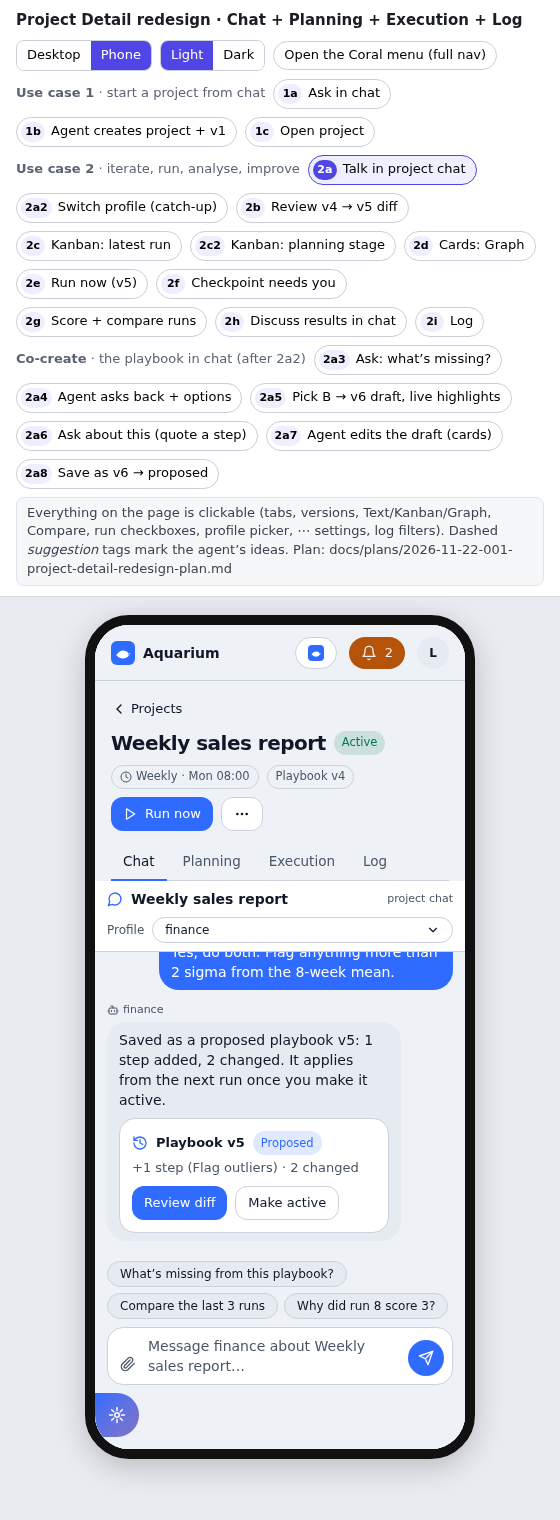 Project Detail redesign · Chat + Planning + Execution + Log
Desktop Phone Light Dark Open the Coral menu (full nav)
Use case 1 · start a project from chat 1a Ask in chat
1b Agent creates project + v1 1c Open project
Use case 2 · iterate, run, analyse, improve 2a Talk in project chat
2a2 Switch profile (catch-up) 2b Review v4 → v5 diff
2c Kanban: latest run 2c2 Kanban: planning stage 2d Cards: Graph
2e Run now (v5) 2f Checkpoint needs you
2g Score + compare runs 2h Discuss results in chat 2i Log
Co-create · the playbook in chat (after 2a2) 2a3 Ask: what's missing?
2a4 Agent asks back + options 2a5 Pick B → v6 draft, live highlights
2a6 Ask about this (quote a step) 2a7 Agent edits the draft (cards)
2a8 Save as v6 → proposed
Everything on the page is clickable (tabs, versions, Text/Kanban/Graph,
Compare, run checkboxes, profile picker, ··· settings, log filters). Dashed
suggestion tags mark the agent's ideas. Plan: docs/plans/2026-11-22-001-
project-detail-redesign-plan.md
Aquarium 2 L
Projects
Weekly sales report Active
Weekly · Mon 08:00 Playbook v4
Run now ···
Chat Planning Execution Log
Weekly sales report project chat
Profile finance
Yes, do both. Flag anything more than
2 sigma from the 8-week mean.
finance
Saved as a proposed playbook v5: 1
step added, 2 changed. It applies
from the next run once you make it
active.
Playbook v5 Proposed
+1 step (Flag outliers) · 2 changed
Review diff Make active
What's missing from this playbook?
Compare the last 3 runs Why did run 8 score 3?
Message finance about Weekly
sales report…